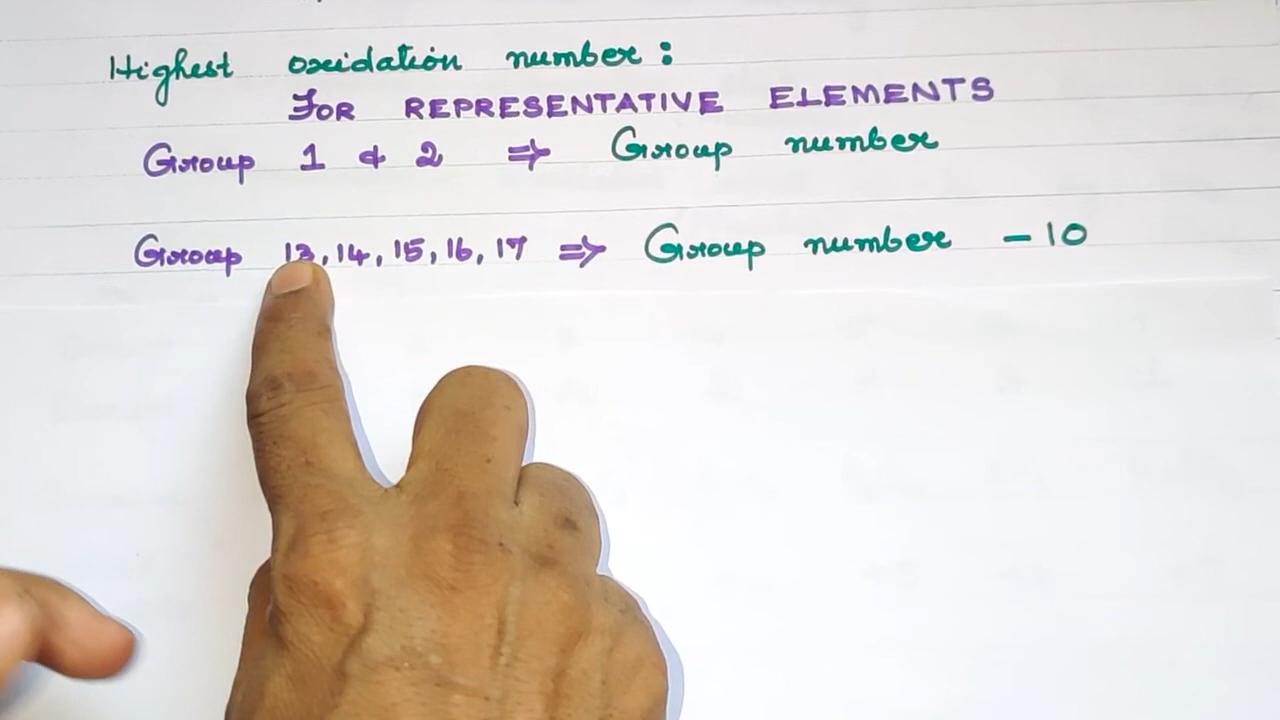 Highest oxidation number:
FOR REPRESENTATIVE ELEMENTS
Group 1 & 2 ⇒ Group number
Group 13, 14, 15, 16, 17 ⇒ Group number - 10